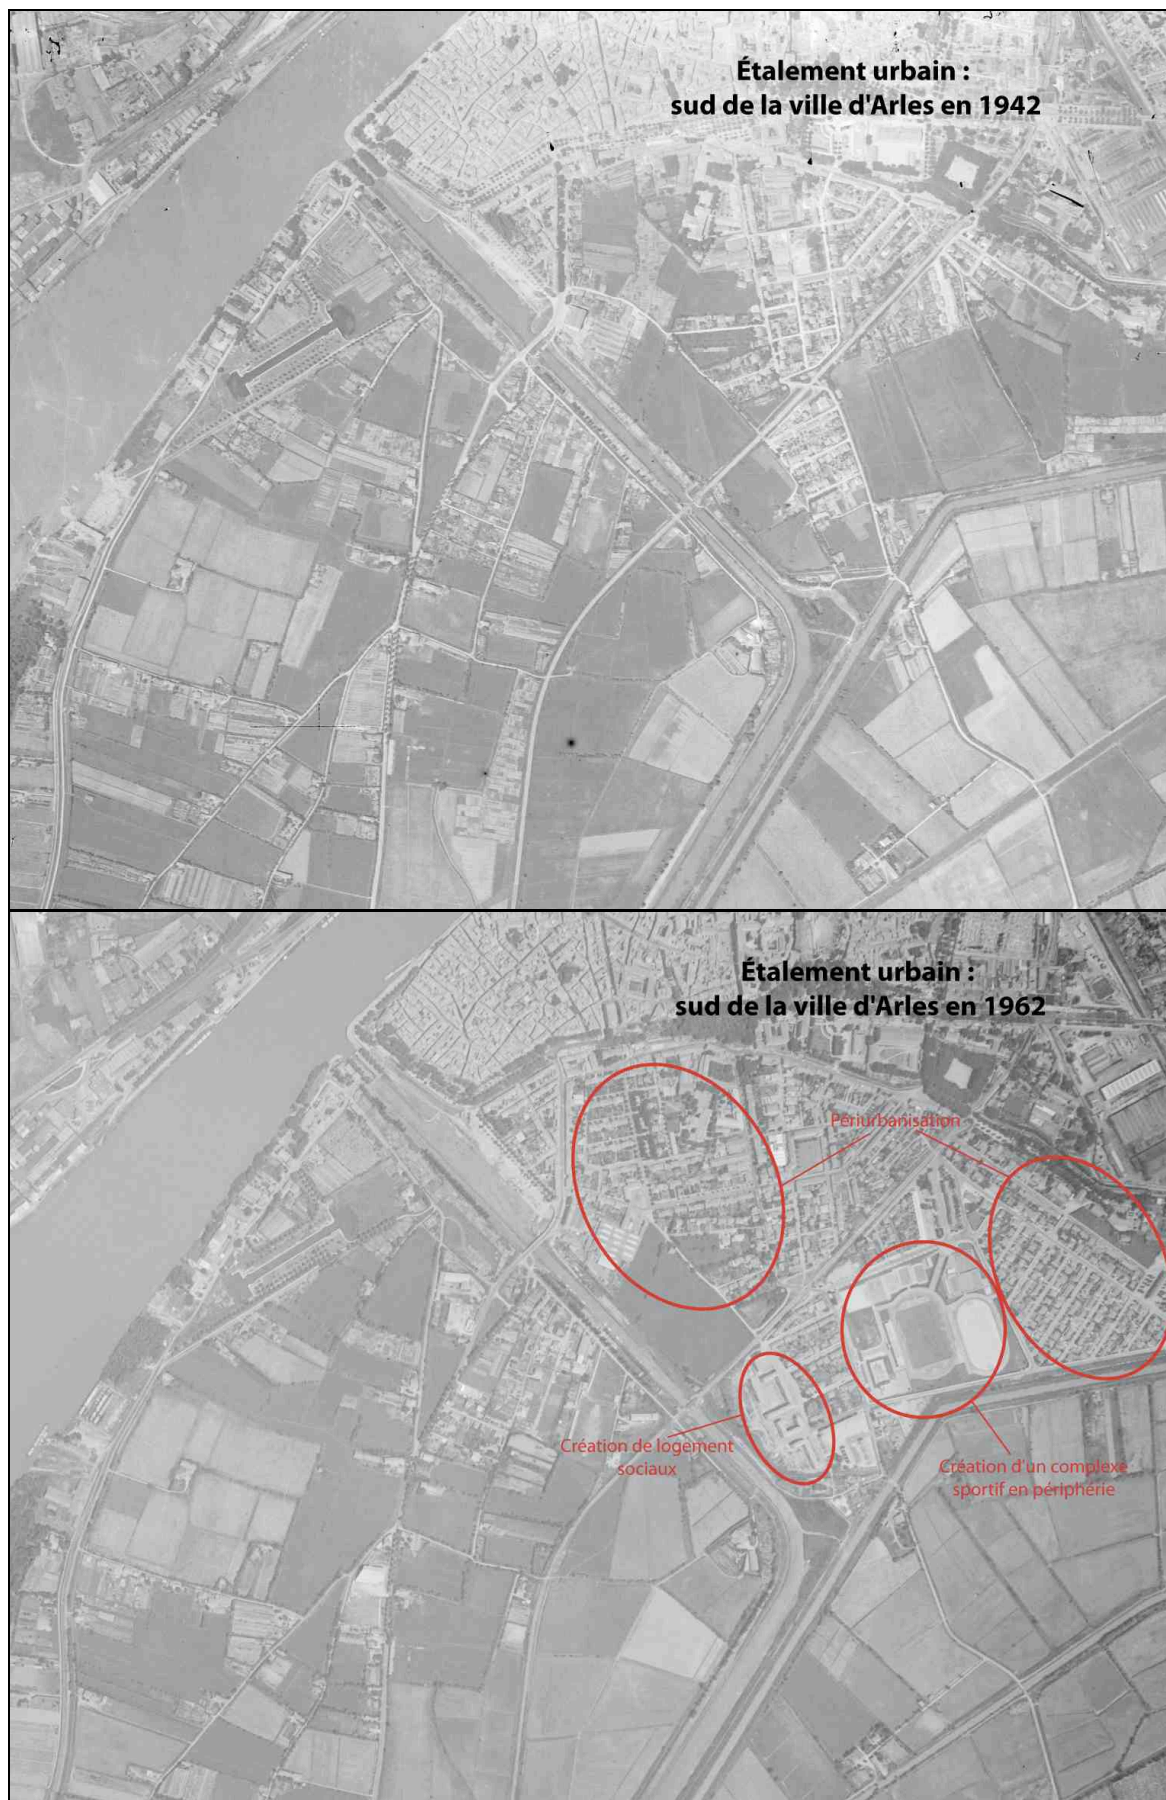 Étalement urbain :
sud de la ville d'Arles en 1942
Étalement urbain :
sud de la ville d'Arles en 1962
Périurbanisation
Création de logement
sociaux
Création d'un complexe
sportif en périphérie